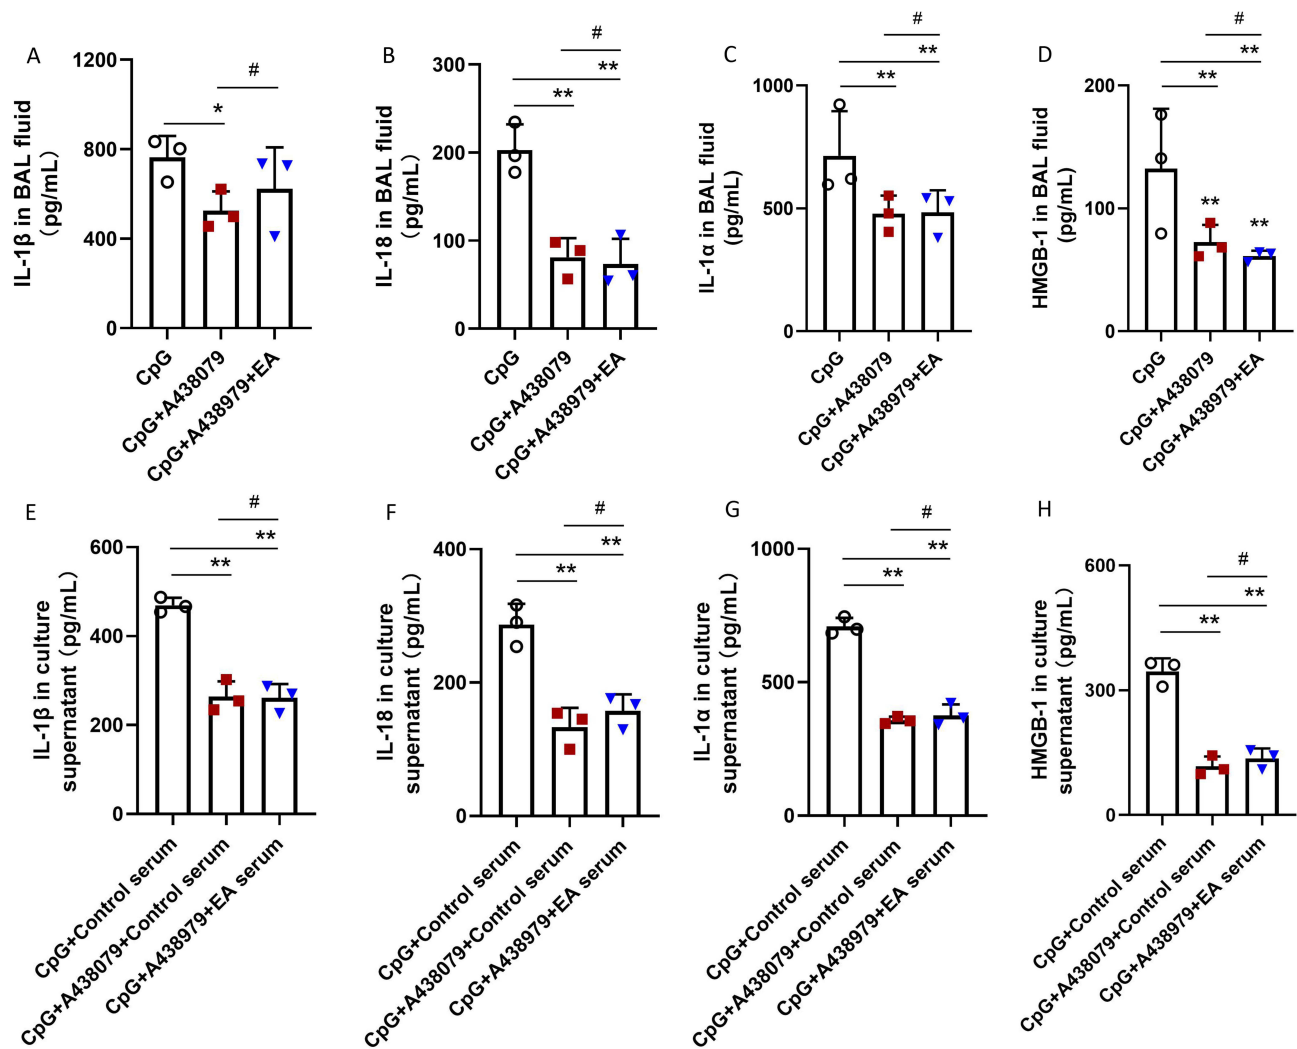 A
IL-1β in BAL fluid
(pg/mL)
1200
800
400
0
*
#
CpG
CpG+A438079
CpG+A438979+EA
B
IL-18 in BAL fluid
(pg/mL)
300
200
100
0
#
**
**
CpG
CpG+A438079
CpG+A438979+EA
C
IL-1α in BAL fluid
(pg/mL)
1000
500
0
#
**
**
CpG
CpG+A438079
CpG+A438979+EA
D
HMGB-1 in BAL fluid
(pg/mL)
200
100
0
#
**
**
**
**
CpG
CpG+A438079
CpG+A438979+EA
E
IL-1β in culture
supernatant (pg/mL)
600
400
200
0
#
**
**
CpG+Control serum
CpG+A438079+Control serum
CpG+A438979+EA serum
F
IL-18 in culture
supernatant (pg/mL)
400
200
0
#
**
**
CpG+Control serum
CpG+A438079+Control serum
CpG+A438979+EA serum
G
IL-1α in culture
supernatant (pg/mL)
1000
500
0
#
**
**
CpG+Control serum
CpG+A438079+Control serum
CpG+A438979+EA serum
H
HMGB-1 in culture
supernatant (pg/mL)
600
300
0
#
**
**
CpG+Control serum
CpG+A438079+Control serum
CpG+A438979+EA serum